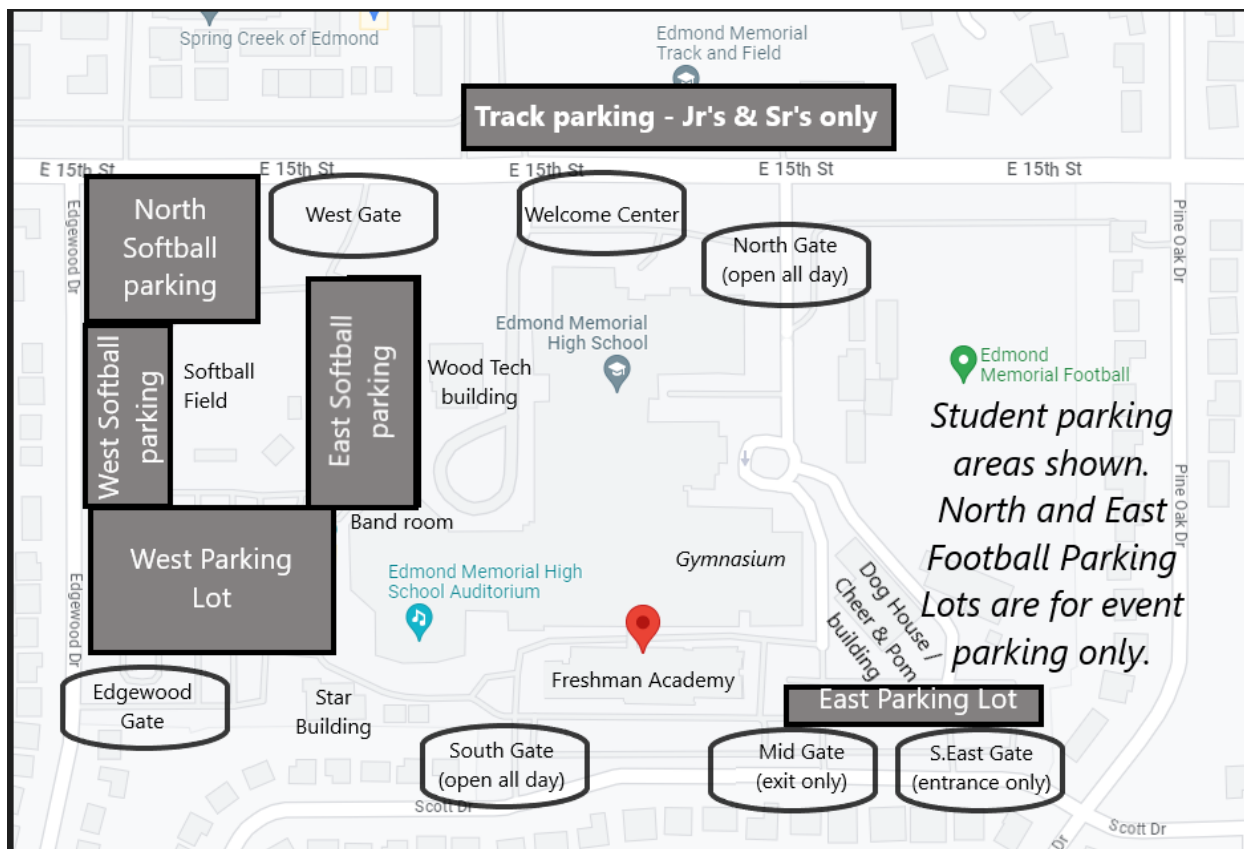 Spring Creek of Edmond
Edmond Memorial
Track and Field
Track parking - Jr's & Sr's only
E 15th St
E 15th St
E 15th St
E 15th St
E 15th St
Edgewood Dr
North
Softball
parking
West Gate
Welcome Center
North Gate
(open all day)
Pine Oak Dr
West Softball
parking
Softball
Field
East Softball
parking
Wood Tech
building
Edmond Memorial
High School
Edmond
Memorial Football
Student parking
areas shown.
North and East
Football Parking
Lots are for event
parking only.
Pine Oak Dr
Band room
West Parking
Lot
Edgewood Dr
Edmond Memorial High
School Auditorium
Gymnasium
Dog House /
Cheer & Pom
building
Freshman Academy
Edgewood
Gate
Star
Building
East Parking Lot
South Gate
(open all day)
Mid Gate
(exit only)
S.East Gate
(entrance only)
Scott Dr
Scott Dr
Dr